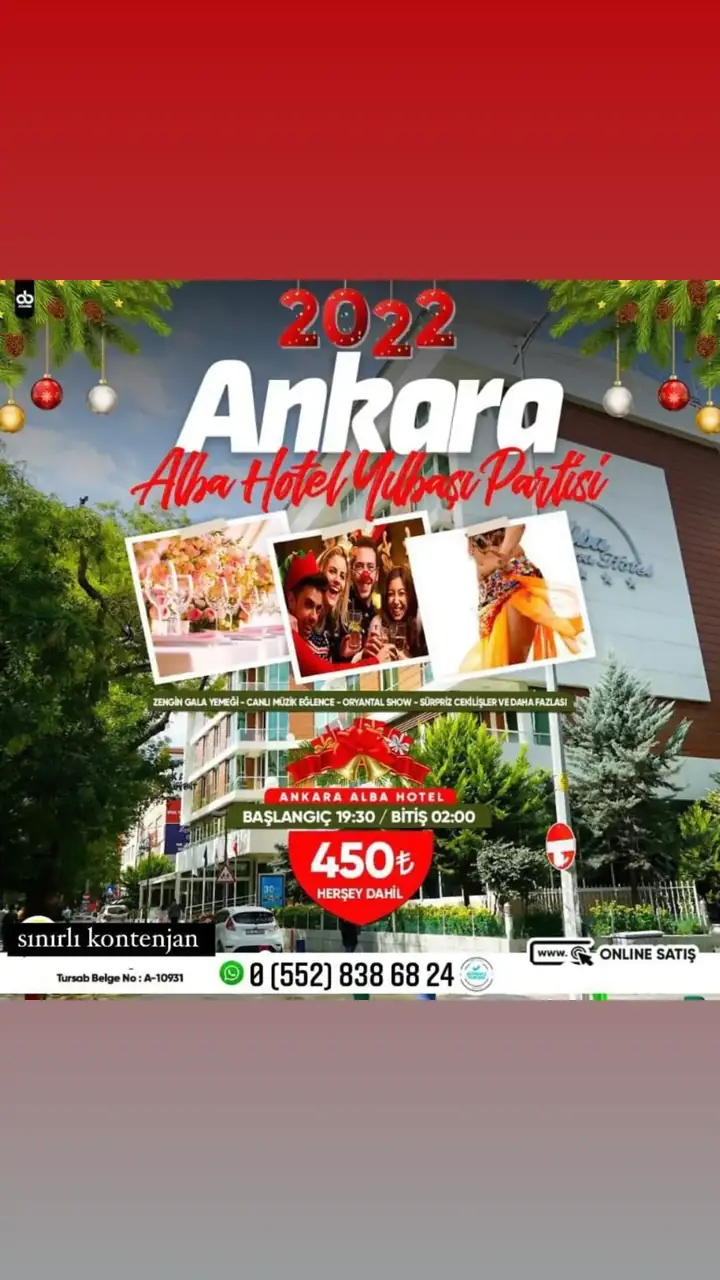 2022
Ankara
Alba Hotel Yılbaşı Partisi
ZENGİN GALA YEMEĞİ - CANLI MÜZİK EĞLENCE - ORYANTAL SHOW - SÜRPRİZ CEKİLİŞLER VE DAHA FAZLASI
ANKARA ALBA HOTEL
BAŞLANGIÇ 19:30 / BİTİŞ 02:00
450₺
HERŞEY DAHİL
sınırlı kontenjan
www. ONLINE SATIŞ
Tursab Belge No : A-10931
0 (552) 838 68 24